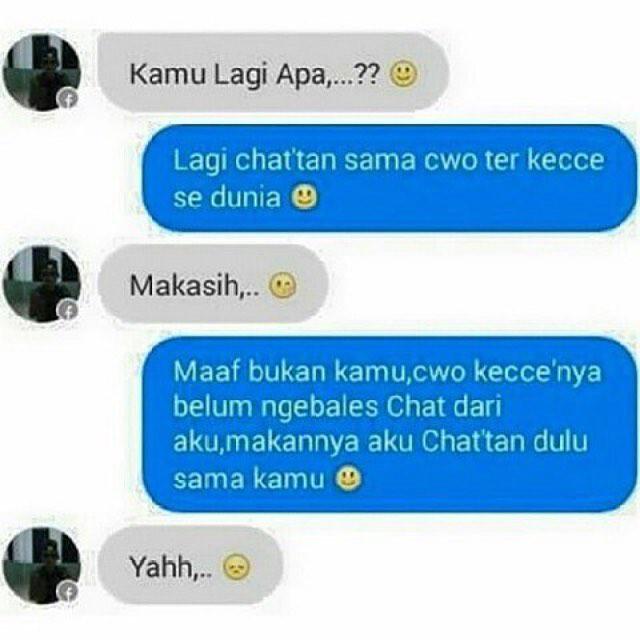 Kamu Lagi Apa,...?? 🙂
Lagi chat'tan sama cwo ter kecce
se dunia 😃
Makasih,.. 😘
Maaf bukan kamu,cwo kecce'nya
belum ngebales Chat dari
aku,makannya aku Chat'tan dulu
sama kamu 😃
Yahh,.. 😞